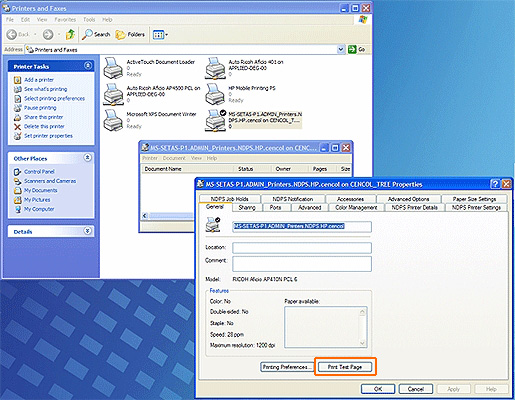 Printers and Faxes
File Edit View Favorites Tools Help
Back Search Folders
Address Printers and Faxes Go
Printer Tasks
Add a printer
See what's printing
Select printing preferences
Pause printing
Share this printer
Delete this printer
Set printer properties
Other Places
Control Panel
Scanners and Cameras
My Documents
My Pictures
My Computer
Details
ActiveTouch Document Loader
0
Ready
Auto Ricoh Aficio 401 on
APPLIED-DEG-00
0
Ready
Auto Ricoh Aficio AP4500 PCL on
APPLIED-DEG-00
0
HP Mobile Printing PS
0
Ready
Microsoft XPS Document Writer
0
Ready
MS-SETAS-P1.ADMIN_Printers.N
DPS.HP.cencol on CENCOL_T...
0
MS-SETAS-P1.ADMIN_Printers.NDPS.HP.cencol on CENC...
Printer Document View Help
Document Name Status Owner Pages Size
MS-SETAS-P1.ADMIN_Printers.NDPS.HP.cencol on CENCOL_TREE Properties
NDPS Job Holds NDPS Notification Accessories Advanced Options Paper Size Settings
General Sharing Ports Advanced Color Management NDPS Printer Details NDPS Printer Settings
MS-SETAS-P1.ADMIN_Printers.NDPS.HP.cencol
Location:
Comment:
Model: RICOH Aficio AP410N PCL 6
Features
Color: No Paper available:
Double-sided: No
Staple: No
Speed: 28 ppm
Maximum resolution: 1200 dpi
Printing Preferences... Print Test Page
OK Cancel Apply Help